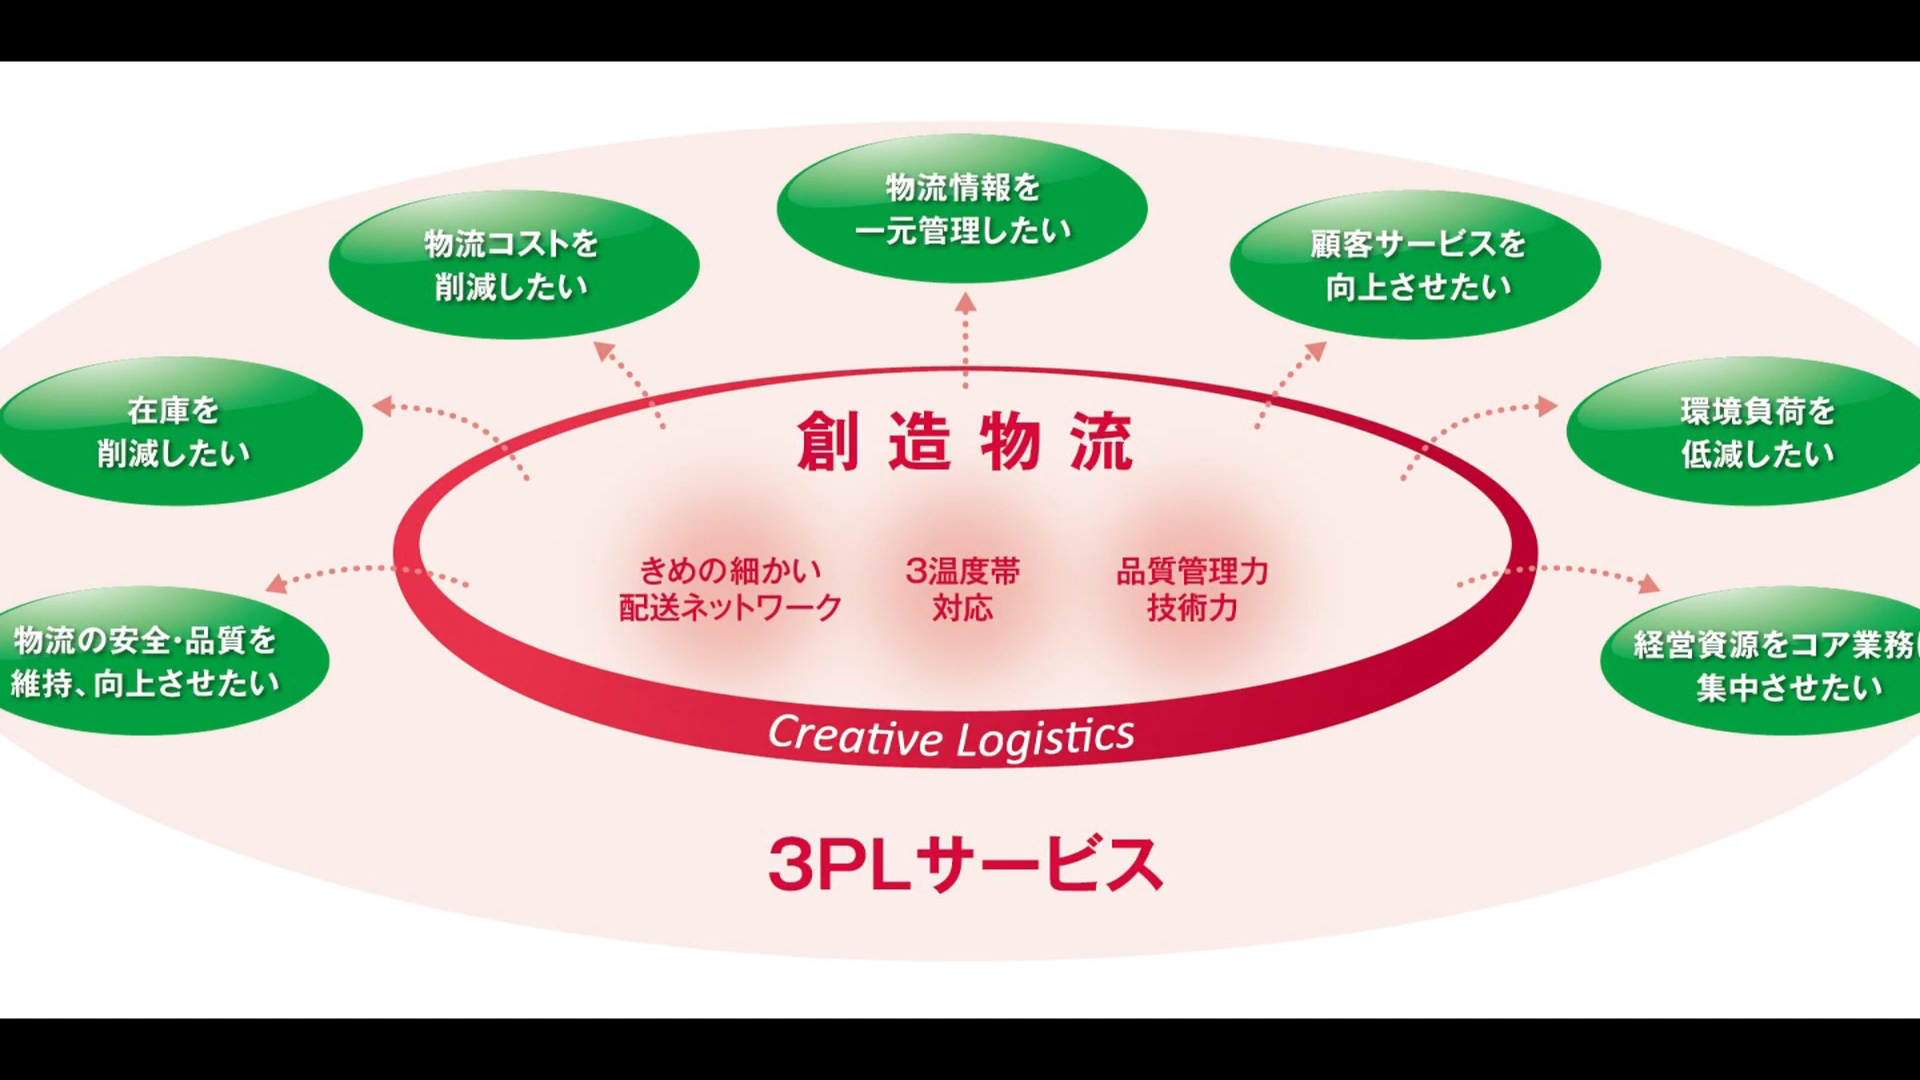 物流情報を
一元管理したい
物流コストを
削減したい
顧客サービスを
向上させたい
在庫を
削減したい
環境負荷を
低減したい
物流の安全・品質を
維持、向上させたい
経営資源をコア業務に
集中させたい
創造物流
きめの細かい
配送ネットワーク
3温度帯
対応
品質管理力
技術力
Creative Logistics
3PLサービス